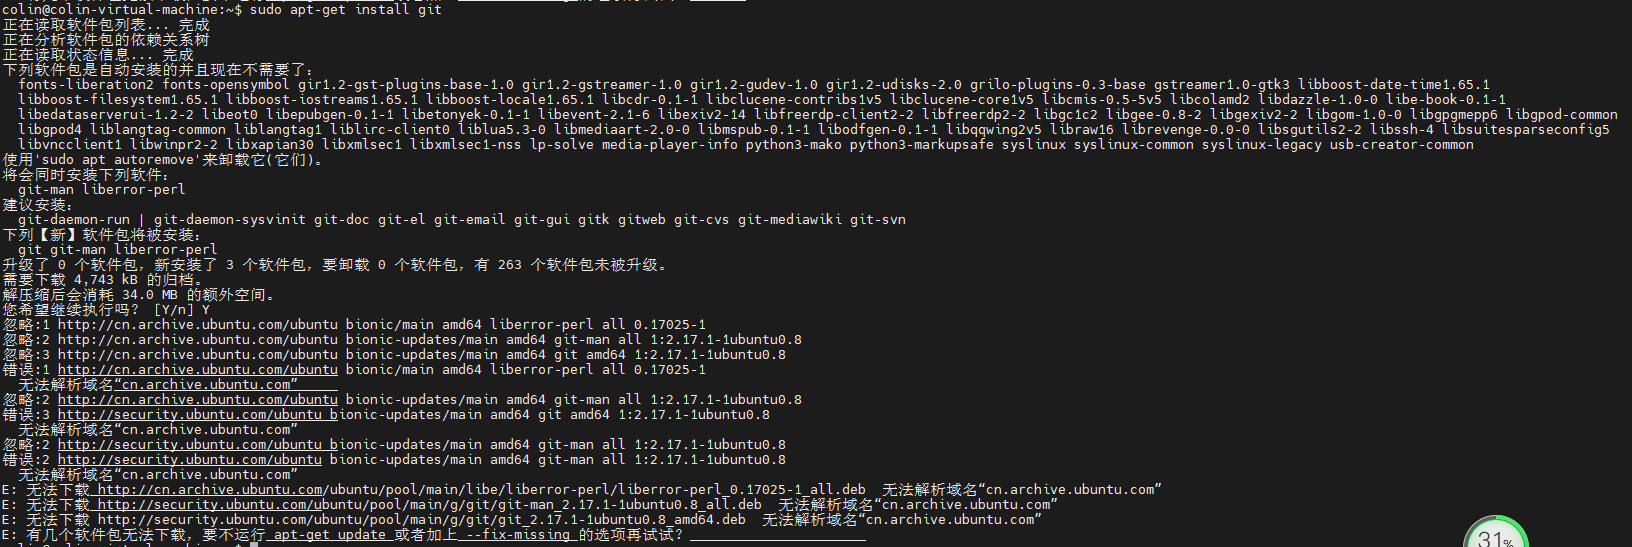 colin@colin-virtual-machine:~$ sudo apt-get install git
正在读取软件包列表... 完成
正在分析软件包的依赖关系树
正在读取状态信息... 完成
下列软件包是自动安装的并且现在不需要了：
fonts-liberation2 fonts-opensymbol gir1.2-gst-plugins-base-1.0 gir1.2-gstreamer-1.0 gir1.2-gudev-1.0 gir1.2-udisks-2.0 grilo-plugins-0.3-base gstreamer1.0-gtk3 libboost-date-time1.65.1
libboost-filesystem1.65.1 libboost-iostreams1.65.1 libboost-locale1.65.1 libcdr-0.1-1 libclucene-contribs1v5 libclucene-core1v5 libcmis-0.5-5v5 libcolamd2 libdazzle-1.0-0 libe-book-0.1-1
libedataserverui-1.2-2 libeot0 libepubgen-0.1-1 libetonyek-0.1-1 libevent-2.1-6 libexiv2-14 libfreerdp-client2-2 libfreerdp2-2 libgc1c2 libgee-0.8-2 libgexiv2-2 libgom-1.0-0 libgpgmepp6 libgpod-common
libgpod4 liblangtag-common liblangtag1 liblirc-client0 liblua5.3-0 libmediaart-2.0-0 libmspub-0.1-1 libodfgen-0.1-1 libqqwing2v5 libraw16 librevenge-0.0-0 libsgutils2-2 libssh-4 libsuitesparseconfig5
libvncclient1 libwinpr2-2 libxapian30 libxmlsec1 libxmlsec1-nss lp-solve media-player-info python3-mako python3-markupsafe syslinux syslinux-common syslinux-legacy usb-creator-common
使用'sudo apt autoremove'来卸载它(它们)。
将会同时安装下列软件：
git-man liberror-perl
建议安装：
git-daemon-run | git-daemon-sysvinit git-doc git-el git-email git-gui gitk gitweb git-cvs git-mediawiki git-svn
下列【新】软件包将被安装：
git git-man liberror-perl
升级了 0 个软件包，新安装了 3 个软件包，要卸载 0 个软件包，有 263 个软件包未被升级。
需要下载 4,743 kB 的归档。
解压缩后会消耗 34.0 MB 的额外空间。
您希望继续执行吗？ [Y/n] Y
忽略:1 http://cn.archive.ubuntu.com/ubuntu bionic/main amd64 liberror-perl all 0.17025-1
忽略:2 http://cn.archive.ubuntu.com/ubuntu bionic-updates/main amd64 git-man all 1:2.17.1-1ubuntu0.8
忽略:3 http://cn.archive.ubuntu.com/ubuntu bionic-updates/main amd64 git amd64 1:2.17.1-1ubuntu0.8
错误:1 http://cn.archive.ubuntu.com/ubuntu bionic/main amd64 liberror-perl all 0.17025-1
无法解析域名“cn.archive.ubuntu.com”
忽略:2 http://cn.archive.ubuntu.com/ubuntu bionic-updates/main amd64 git-man all 1:2.17.1-1ubuntu0.8
错误:3 http://security.ubuntu.com/ubuntu bionic-updates/main amd64 git amd64 1:2.17.1-1ubuntu0.8
无法解析域名“cn.archive.ubuntu.com”
忽略:2 http://security.ubuntu.com/ubuntu bionic-updates/main amd64 git-man all 1:2.17.1-1ubuntu0.8
错误:2 http://security.ubuntu.com/ubuntu bionic-updates/main amd64 git-man all 1:2.17.1-1ubuntu0.8
无法解析域名“cn.archive.ubuntu.com”
E: 无法下载 http://cn.archive.ubuntu.com/ubuntu/pool/main/libe/liberror-perl/liberror-perl_0.17025-1_all.deb 无法解析域名“cn.archive.ubuntu.com”
E: 无法下载 http://security.ubuntu.com/ubuntu/pool/main/g/git/git-man_2.17.1-1ubuntu0.8_all.deb 无法解析域名“cn.archive.ubuntu.com”
E: 无法下载 http://security.ubuntu.com/ubuntu/pool/main/g/git/git_2.17.1-1ubuntu0.8_amd64.deb 无法解析域名“cn.archive.ubuntu.com”
E: 有几个软件包无法下载，要不运行 apt-get update 或者加上 --fix-missing 的选项再试试？
31%